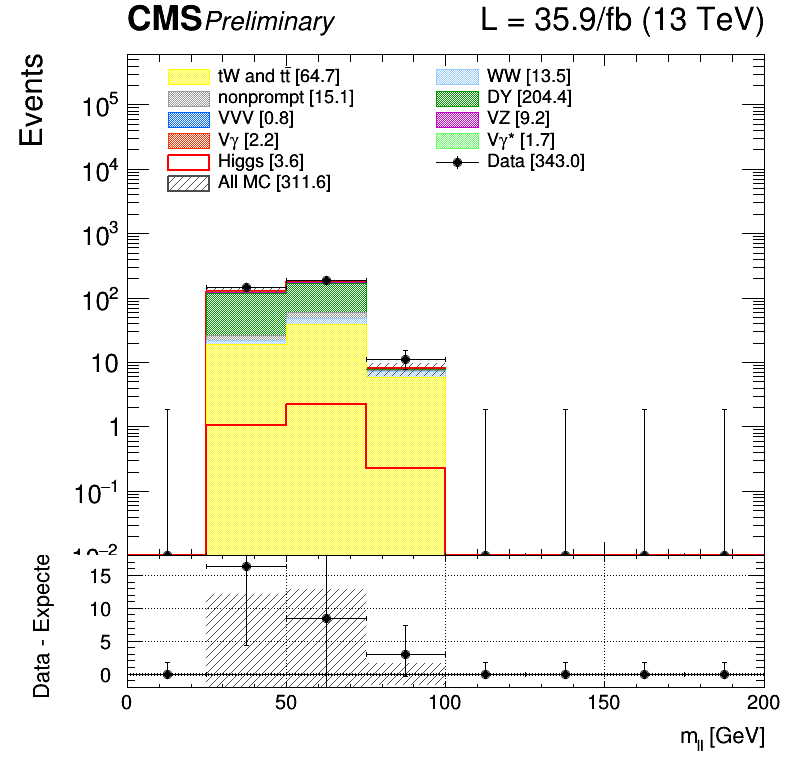 CMS Preliminary L = 35.9/fb (13 TeV)
Events
tW and tt̄ [64.7] WW [13.5]
nonprompt [15.1] DY [204.4]
VVV [0.8] VZ [9.2]
Vγ [2.2] Vγ* [1.7]
Higgs [3.6] Data [343.0]
All MC [311.6]
10⁵
10⁴
10³
10²
10
1
10⁻¹
10⁻²
Data - Expecte
15
10
5
0
0 50 100 150 200
m_ll [GeV]